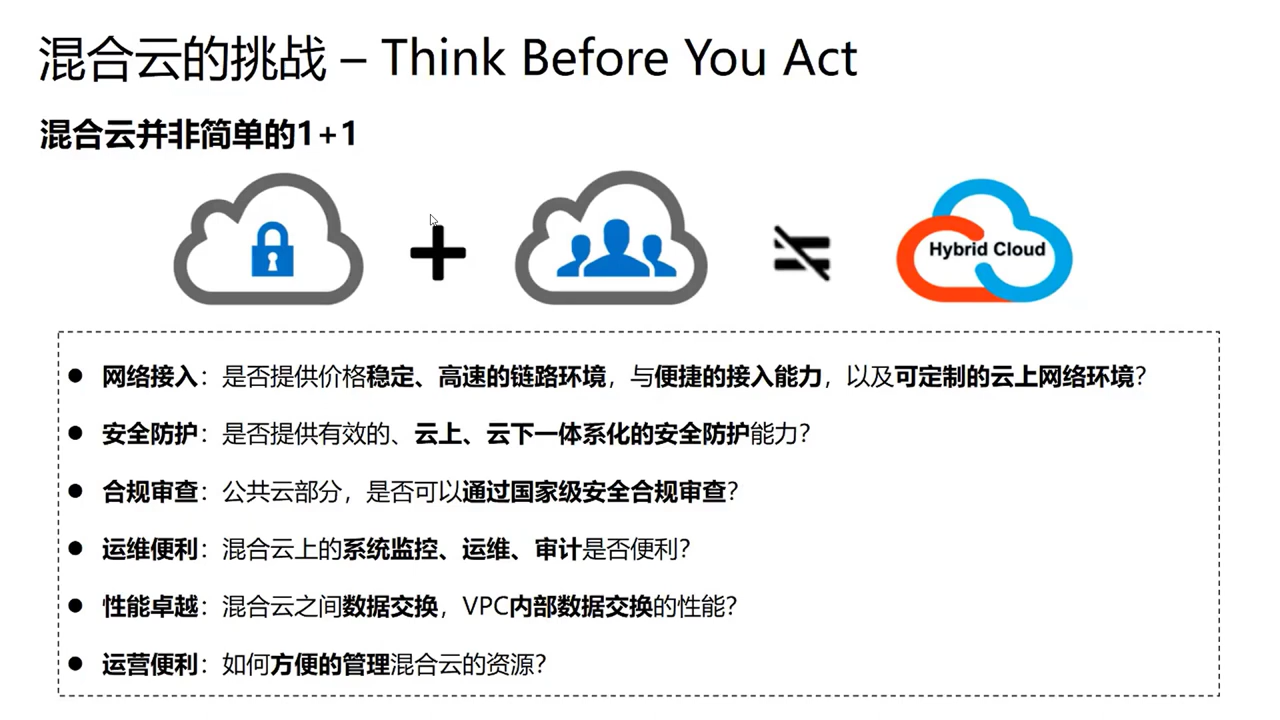 混合云的挑战 – Think Before You Act
混合云并非简单的1+1
Hybrid Cloud
● 网络接入：是否提供价格稳定、高速的链路环境，与便捷的接入能力，以及可定制的云上网络环境？
● 安全防护：是否提供有效的、云上、云下一体系化的安全防护能力？
● 合规审查：公共云部分，是否可以通过国家级安全合规审查？
● 运维便利：混合云上的系统监控、运维、审计是否便利？
● 性能卓越：混合云之间数据交换，VPC内部数据交换的性能？
● 运营便利：如何方便的管理混合云的资源？